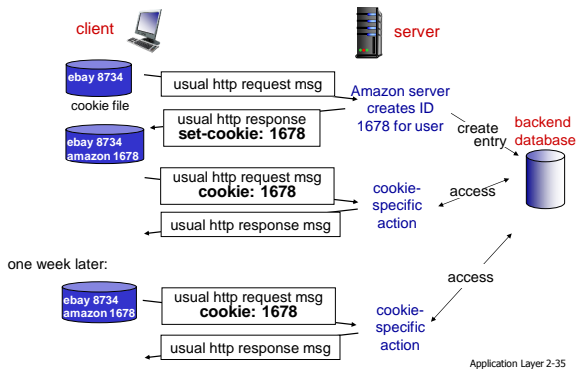 client
server
ebay 8734
cookie file
usual http request msg
Amazon server
creates ID
1678 for user
usual http response
set-cookie: 1678
create
entry
backend
database
ebay 8734
amazon 1678
usual http request msg
cookie: 1678
cookie-
specific
action
access
usual http response msg
one week later:
access
ebay 8734
amazon 1678
usual http request msg
cookie: 1678
cookie-
specific
action
usual http response msg
Application Layer 2-35